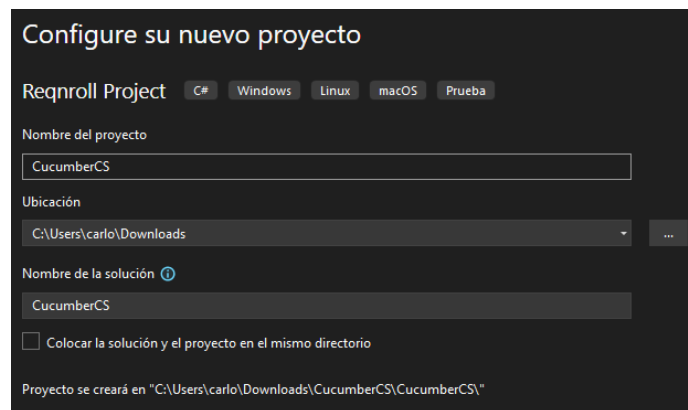 Configure su nuevo proyecto
Reqnroll Project C# Windows Linux macOS Prueba
Nombre del proyecto
CucumberCS
Ubicación
C:\Users\carlo\Downloads
...
Nombre de la solución
CucumberCS
Colocar la solución y el proyecto en el mismo directorio
Proyecto se creará en "C:\Users\carlo\Downloads\CucumberCS\CucumberCS\"